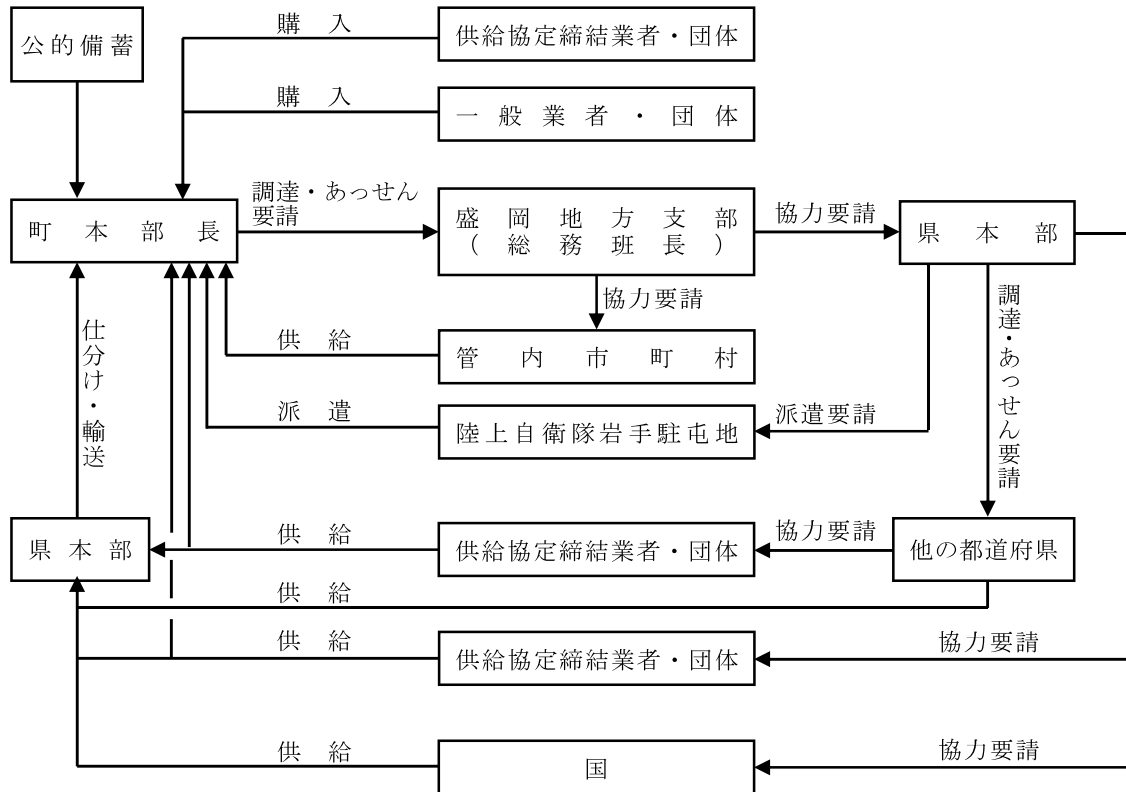 公的備蓄
購入
供給協定締結業者・団体
購入
一般業者・団体
調達・あっせん
要請
町本部長
盛岡地方支部
（総務班長）
協力要請
県本部
協力要請
供給
管内市町村
調達・あっせん要請
仕分け・輸送
派遣
陸上自衛隊岩手駐屯地
派遣要請
県本部
供給
供給協定締結業者・団体
協力要請
他の都道府県
供給
供給
供給協定締結業者・団体
協力要請
供給
国
協力要請